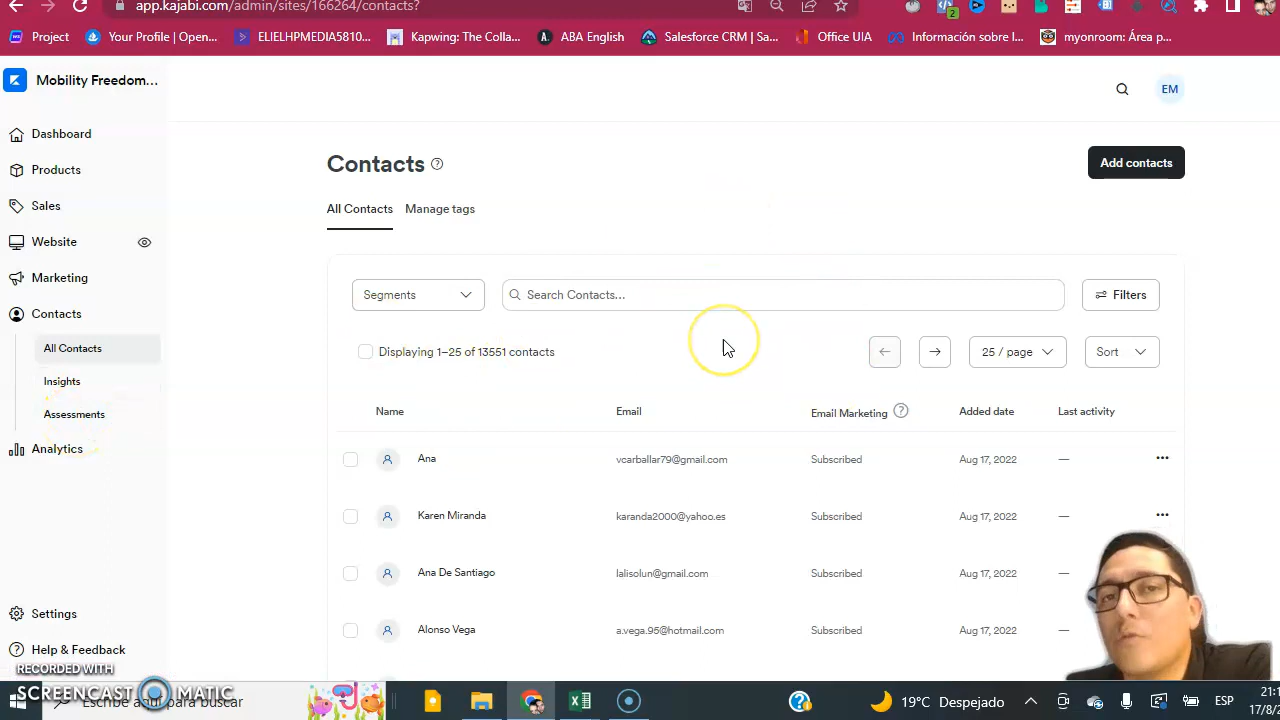 app.kajabi.com/admin/sites/166264/contacts?
Project
Your Profile | Open...
ELIELHPMEDIA5810...
Kapwing: The Colla...
ABA English
Salesforce CRM | Sa...
Office UIA
Información sobre l...
myonroom: Área p...
Mobility Freedom...
EM
Dashboard
Products
Sales
Website
Marketing
Contacts
All Contacts
Insights
Assessments
Analytics
Settings
Help & Feedback
Contacts
Add contacts
All Contacts
Manage tags
Segments
Search Contacts...
Filters
Displaying 1–25 of 13551 contacts
25 / page
Sort
Name Email Email Marketing Added date Last activity
Ana vcarballar79@gmail.com Subscribed Aug 17, 2022 —
Karen Miranda karanda2000@yahoo.es Subscribed Aug 17, 2022 —
Ana De Santiago lalisolun@gmail.com Subscribed Aug 17, 2022 —
Alonso Vega a.vega.95@hotmail.com Subscribed Aug 17, 2022 —
RECORDED WITH
SCREENCAST MATIC
Escribe aquí para buscar
19°C Despejado
ESP
17/8/2